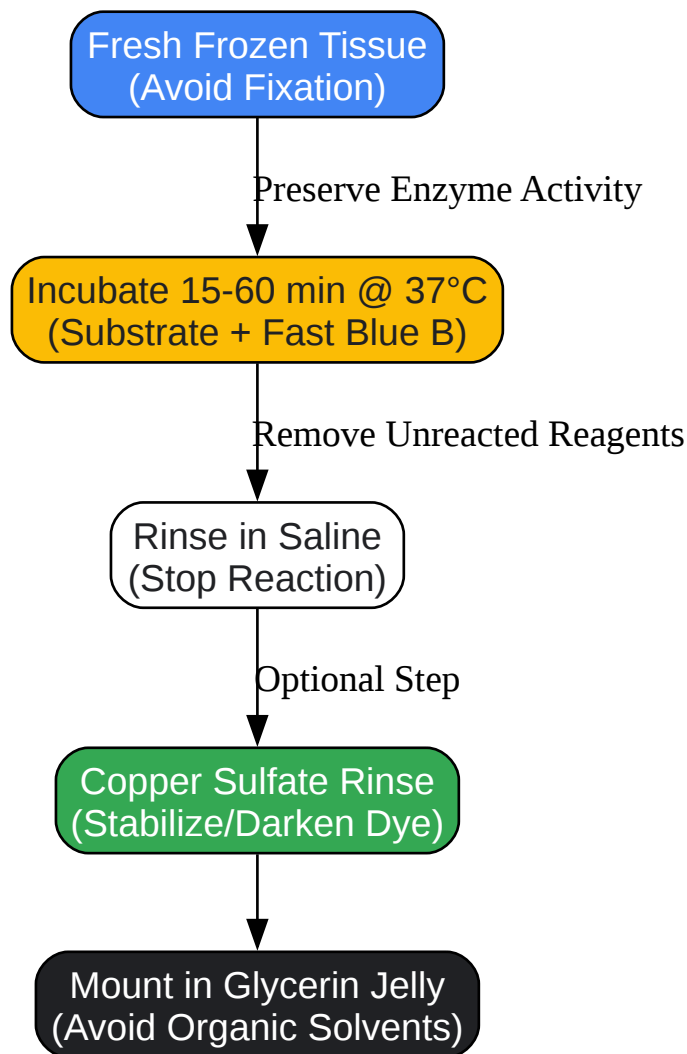 Fresh Frozen Tissue
(Avoid Fixation)
Preserve Enzyme Activity
Incubate 15-60 min @ 37°C
(Substrate + Fast Blue B)
Remove Unreacted Reagents
Rinse in Saline
(Stop Reaction)
Optional Step
Copper Sulfate Rinse
(Stabilize/Darken Dye)
Mount in Glycerin Jelly
(Avoid Organic Solvents)